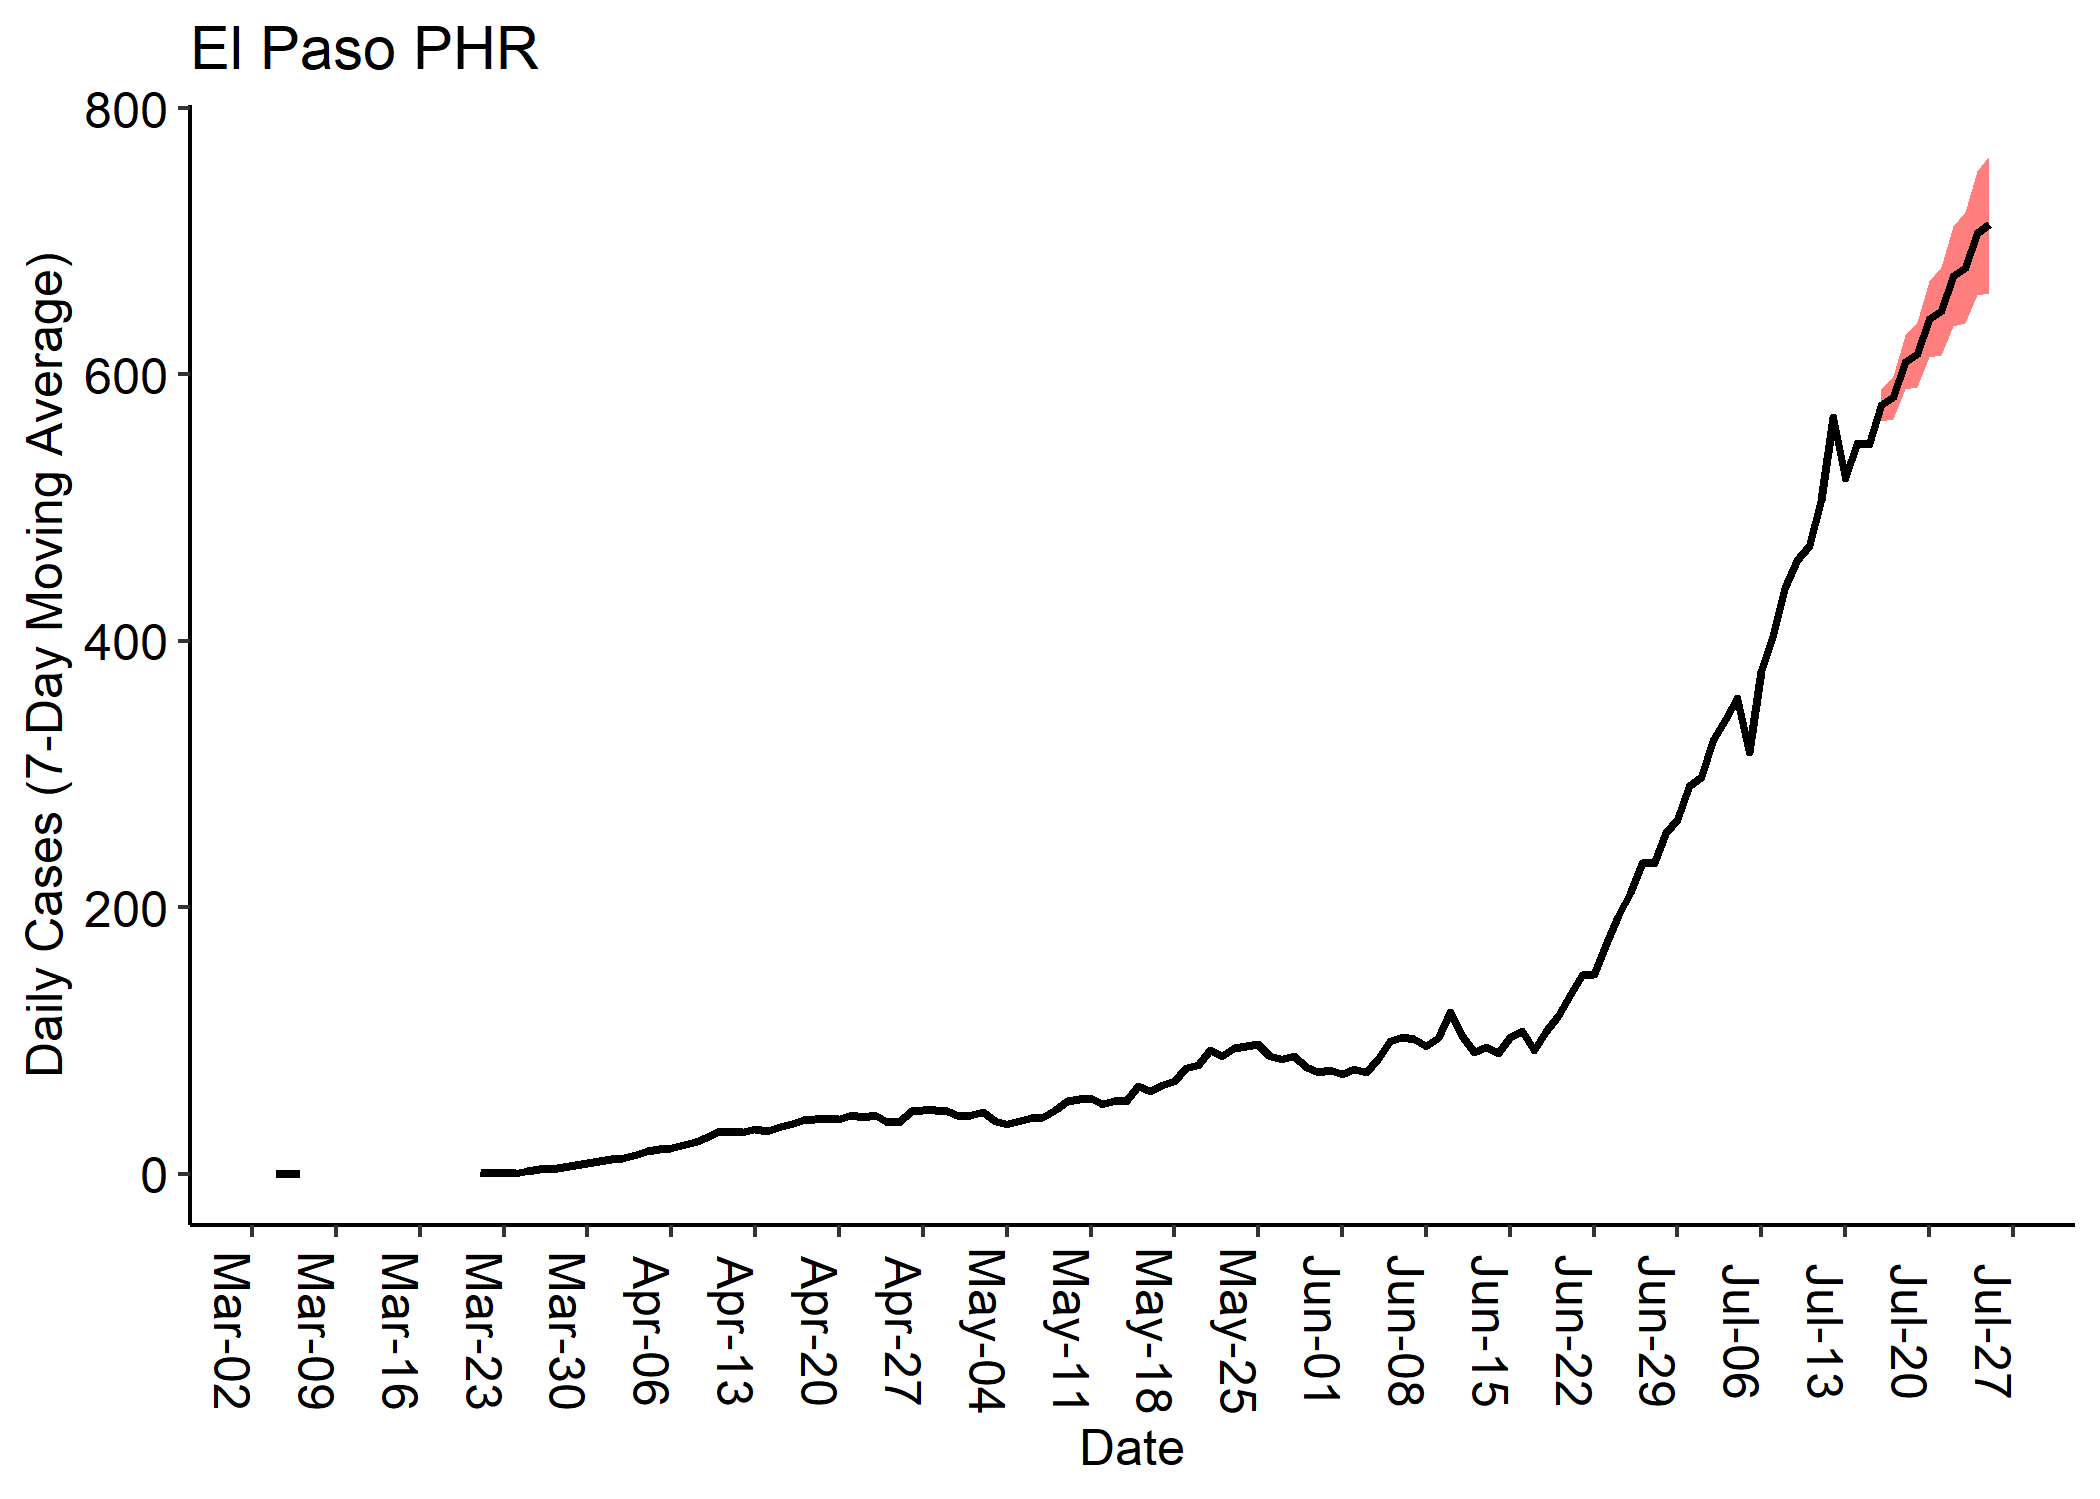 El Paso PHR
Daily Cases (7-Day Moving Average)
800
600
400
200
0
Mar-02
Mar-09
Mar-16
Mar-23
Mar-30
Apr-06
Apr-13
Apr-20
Apr-27
May-04
May-11
May-18
May-25
Jun-01
Jun-08
Jun-15
Jun-22
Jun-29
Jul-06
Jul-13
Jul-20
Jul-27
Date